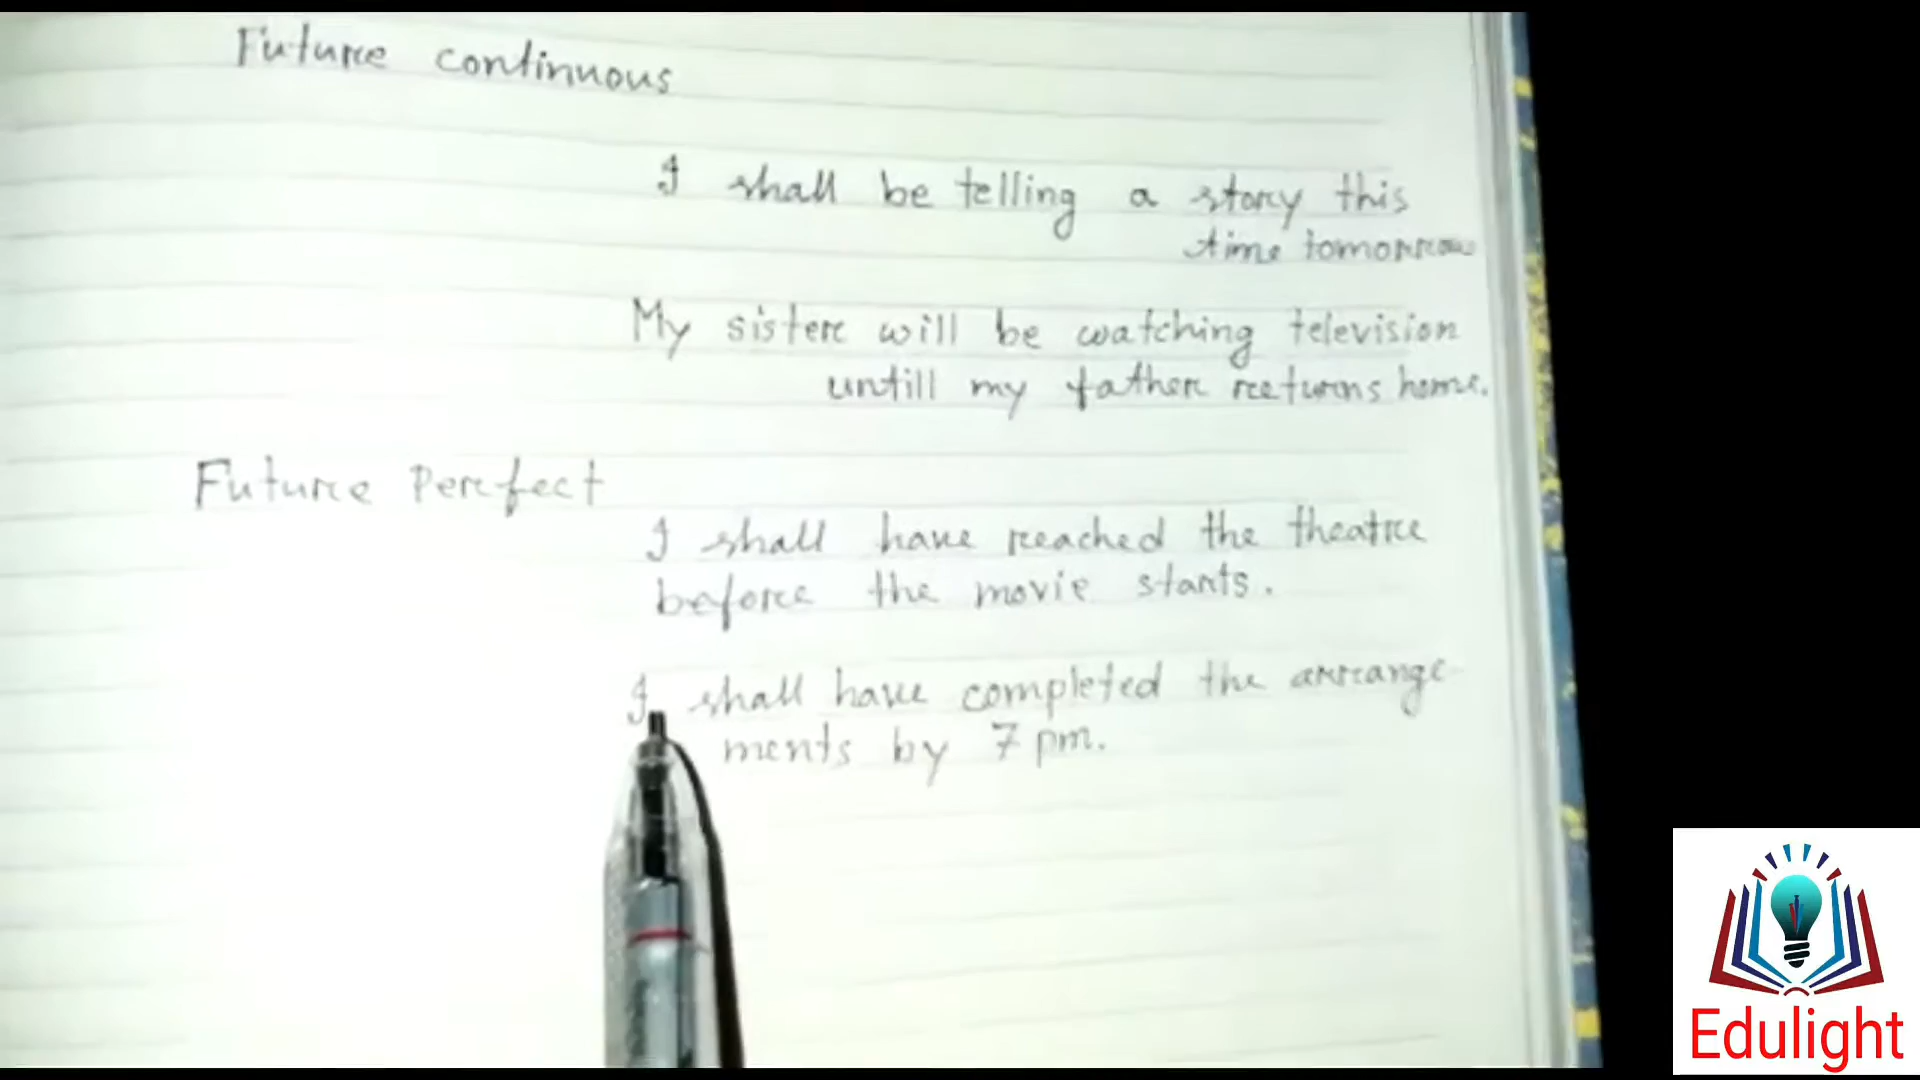 Future continuous
I shall be telling a story this
time tomorrow
My sister will be watching television
untill my father returns home.
Future Perfect
I shall have reached the theatre
before the movie starts.
I shall have completed the arrange
ments by 7 pm.
Edulight